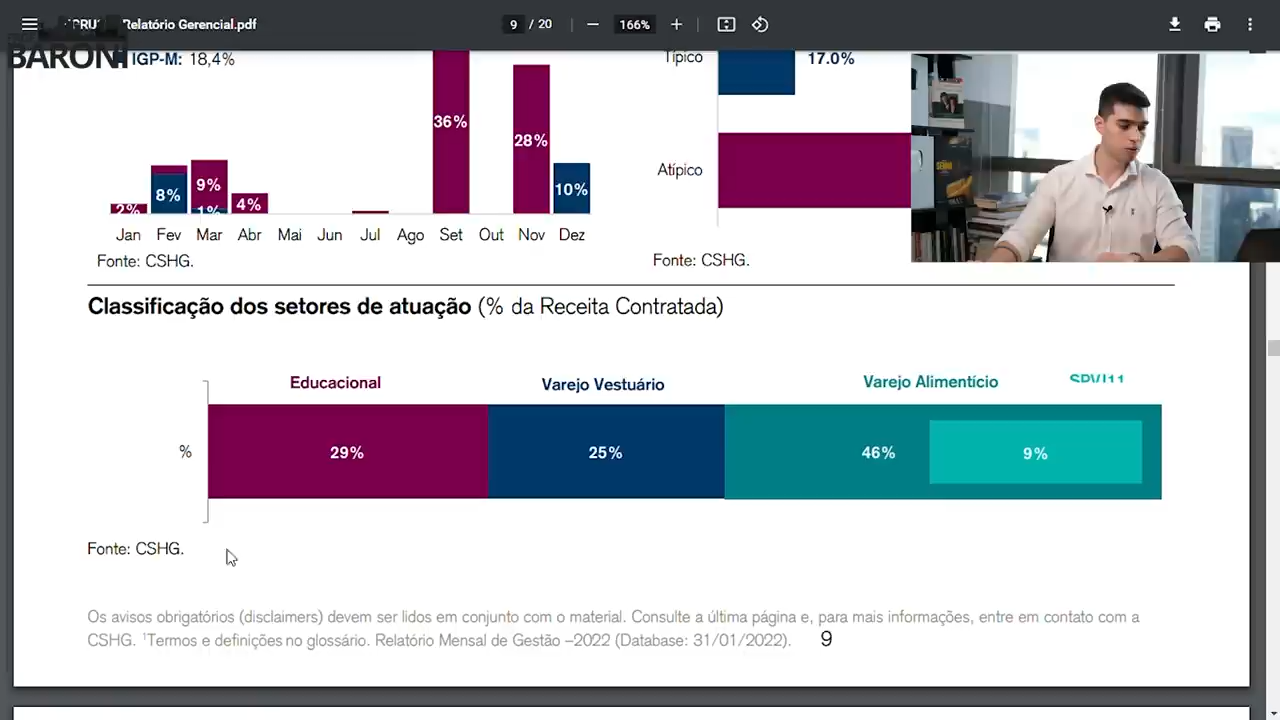 Relatório Gerencial.pdf
9 / 20
166%
BARONI
IGP-M: 18,4%
Típico
17.0%
36%
28%
9%
8%
10%
4%
2%
1%
Atípico
Jan Fev Mar Abr Mai Jun Jul Ago Set Out Nov Dez
Fonte: CSHG.
Fonte: CSHG.
Classificação dos setores de atuação (% da Receita Contratada)
Educacional
Varejo Vestuário
Varejo Alimentício
%
29%
25%
46%
9%
Fonte: CSHG.
Os avisos obrigatórios (disclaimers) devem ser lidos em conjunto com o material. Consulte a última página e, para mais informações, entre em contato com a
CSHG. ¹Termos e definições no glossário. Relatório Mensal de Gestão –2022 (Database: 31/01/2022). 9